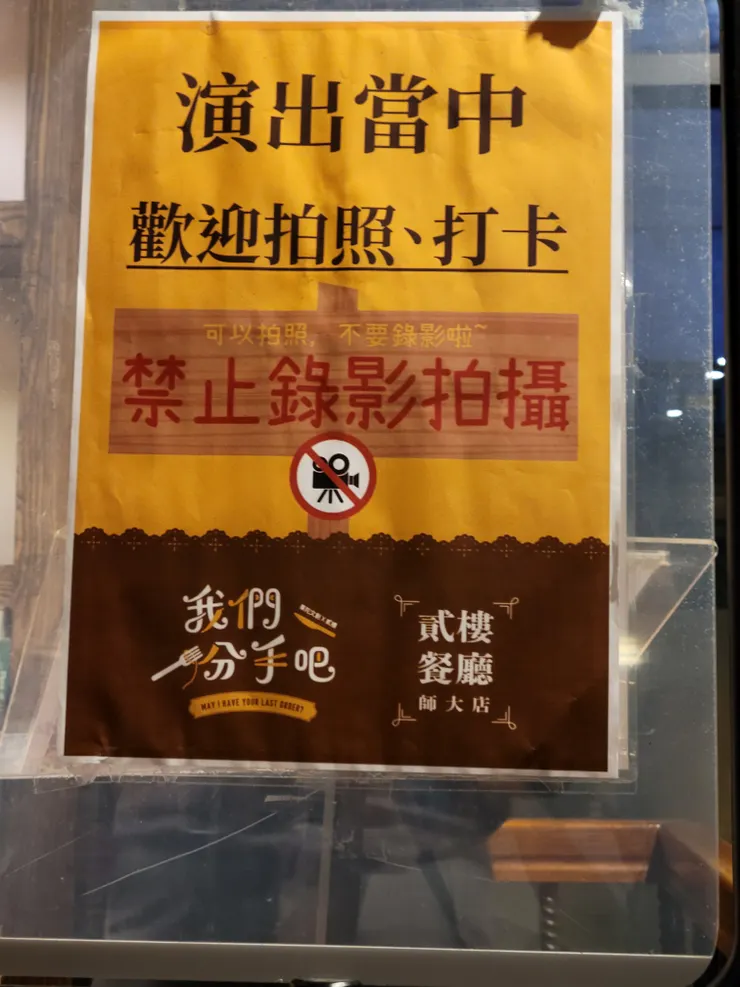 演出當中
歡迎拍照、打卡
可以拍照，不要錄影啦~
禁止錄影拍攝
我們
份手吧
MAY I HAVE YOUR LAST ORDER?
貳樓
餐廳
師大店